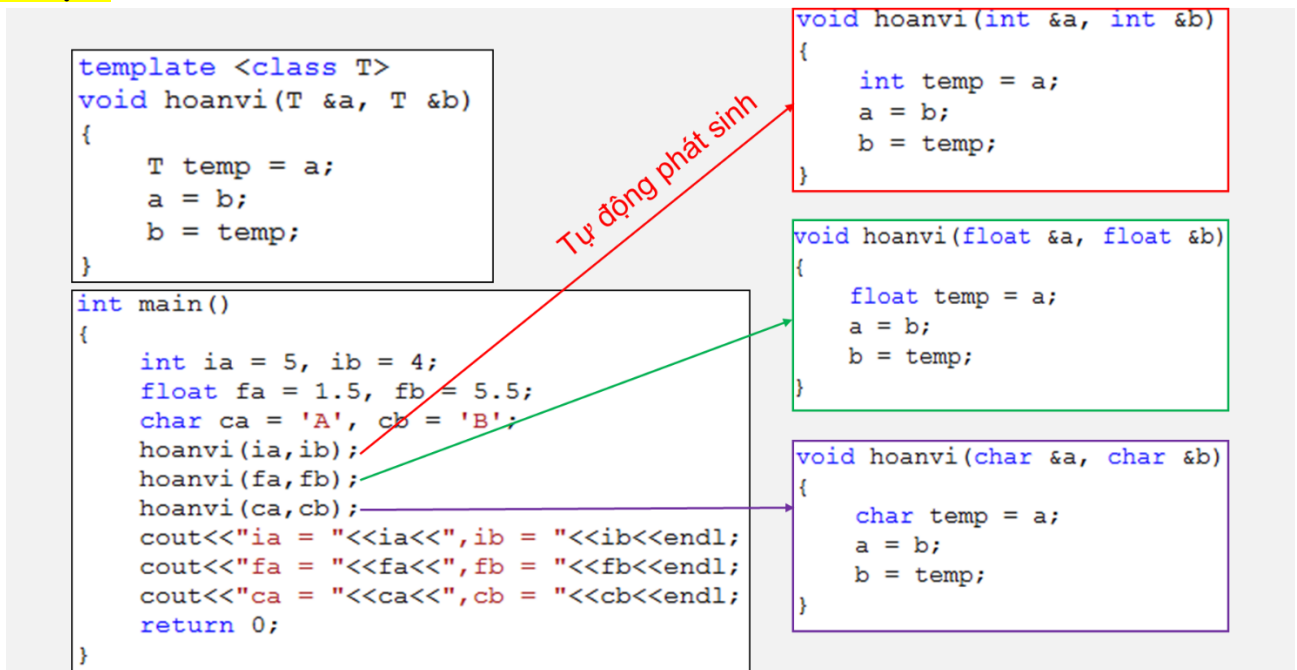 template <class T>
void hoanvi(T &a, T &b)
{
    T temp = a;
    a = b;
    b = temp;
}
int main()
{
    int ia = 5, ib = 4;
    float fa = 1.5, fb = 5.5;
    char ca = 'A', cb = 'B';
    hoanvi(ia,ib);
    hoanvi(fa,fb);
    hoanvi(ca,cb);
    cout<<"ia = "<<ia<<",ib = "<<ib<<endl;
    cout<<"fa = "<<fa<<",fb = "<<fb<<endl;
    cout<<"ca = "<<ca<<",cb = "<<cb<<endl;
    return 0;
}
Tự động phát sinh
void hoanvi(int &a, int &b)
{
    int temp = a;
    a = b;
    b = temp;
}
void hoanvi(float &a, float &b)
{
    float temp = a;
    a = b;
    b = temp;
}
void hoanvi(char &a, char &b)
{
    char temp = a;
    a = b;
    b = temp;
}